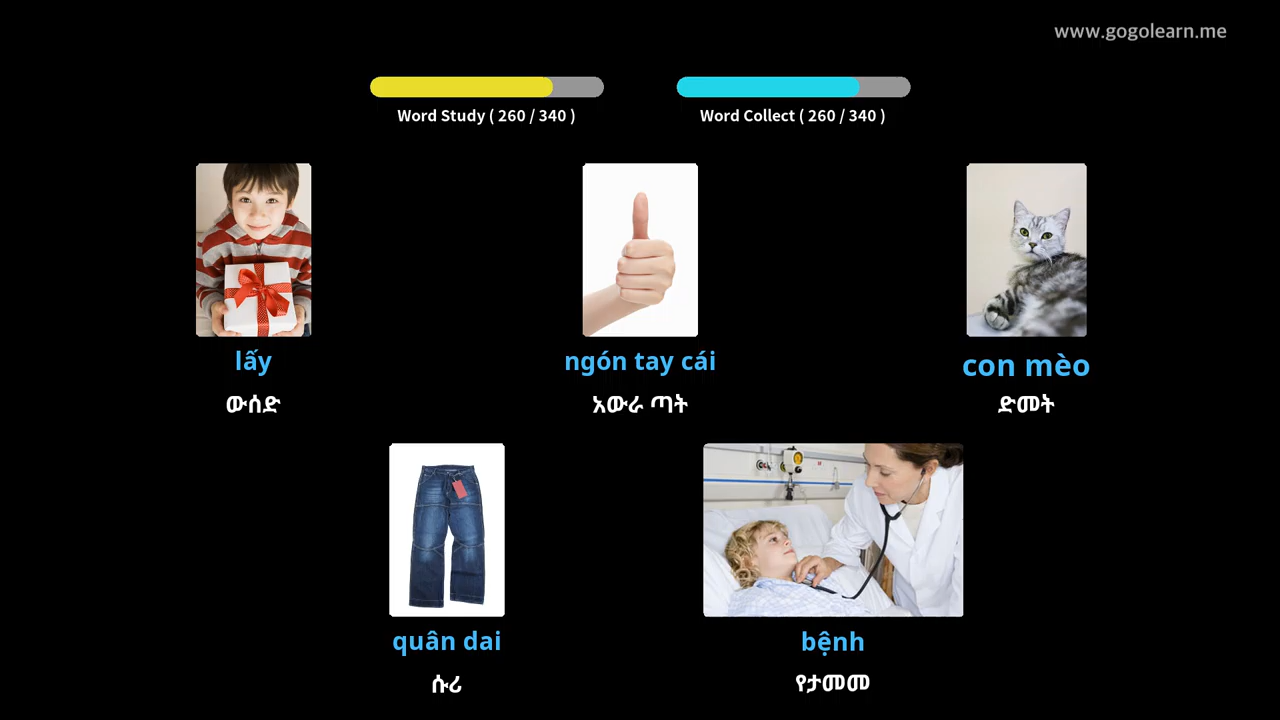 www.gogolearn.me
Word Study ( 260 / 340 )
Word Collect ( 260 / 340 )
lấy
ngón tay cái
con mèo
ውሰድ
አውራ ጣት
ድመት
quân dai
bệnh
ሱሪ
የታመመ